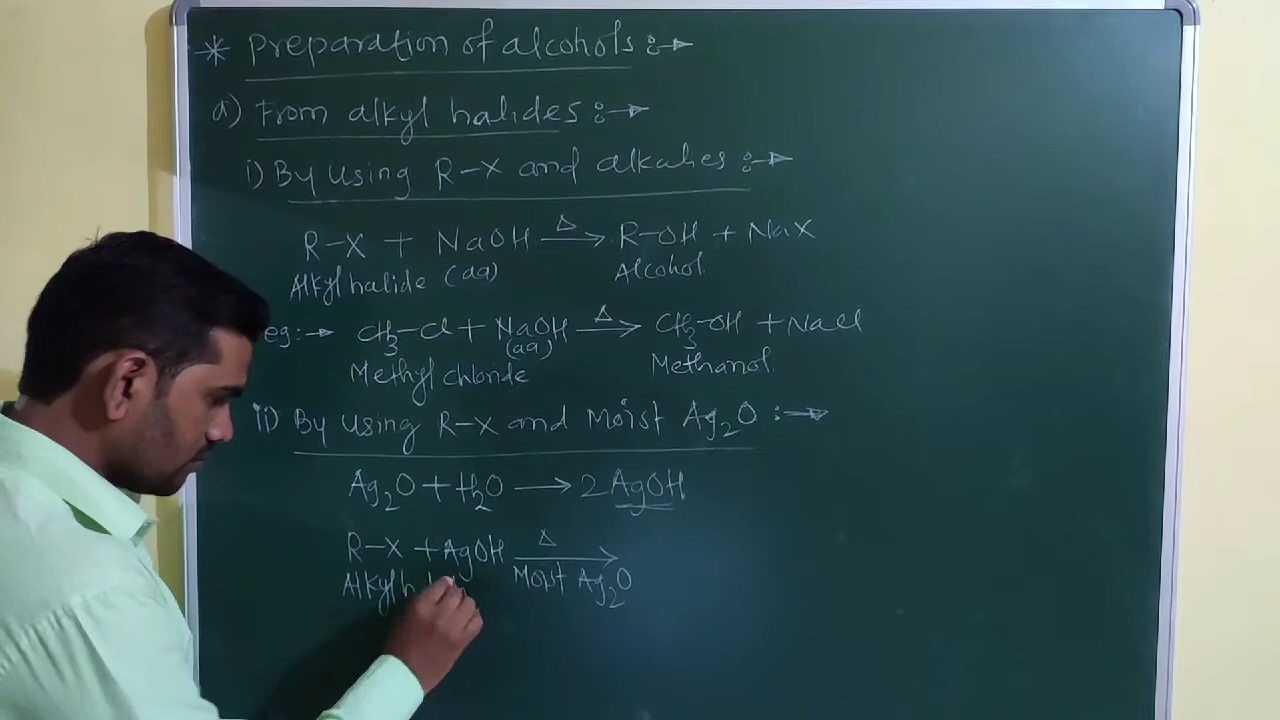 * Preparation of alcohols :→
a) From alkyl halides :→
i) By Using R-X and alkalies :→
R-X + NaOH →Δ R-OH + NaX
Alkyl halide (aq) Alcohol
eg:→ CH3-Cl + NaOH →Δ CH3-OH + NaCl
(aq)
Methyl chloride Methanol
ii) By Using R-X and Moist Ag2O :→
Ag2O + H2O → 2 AgOH
R-X + AgOH →Δ
Moist Ag2O